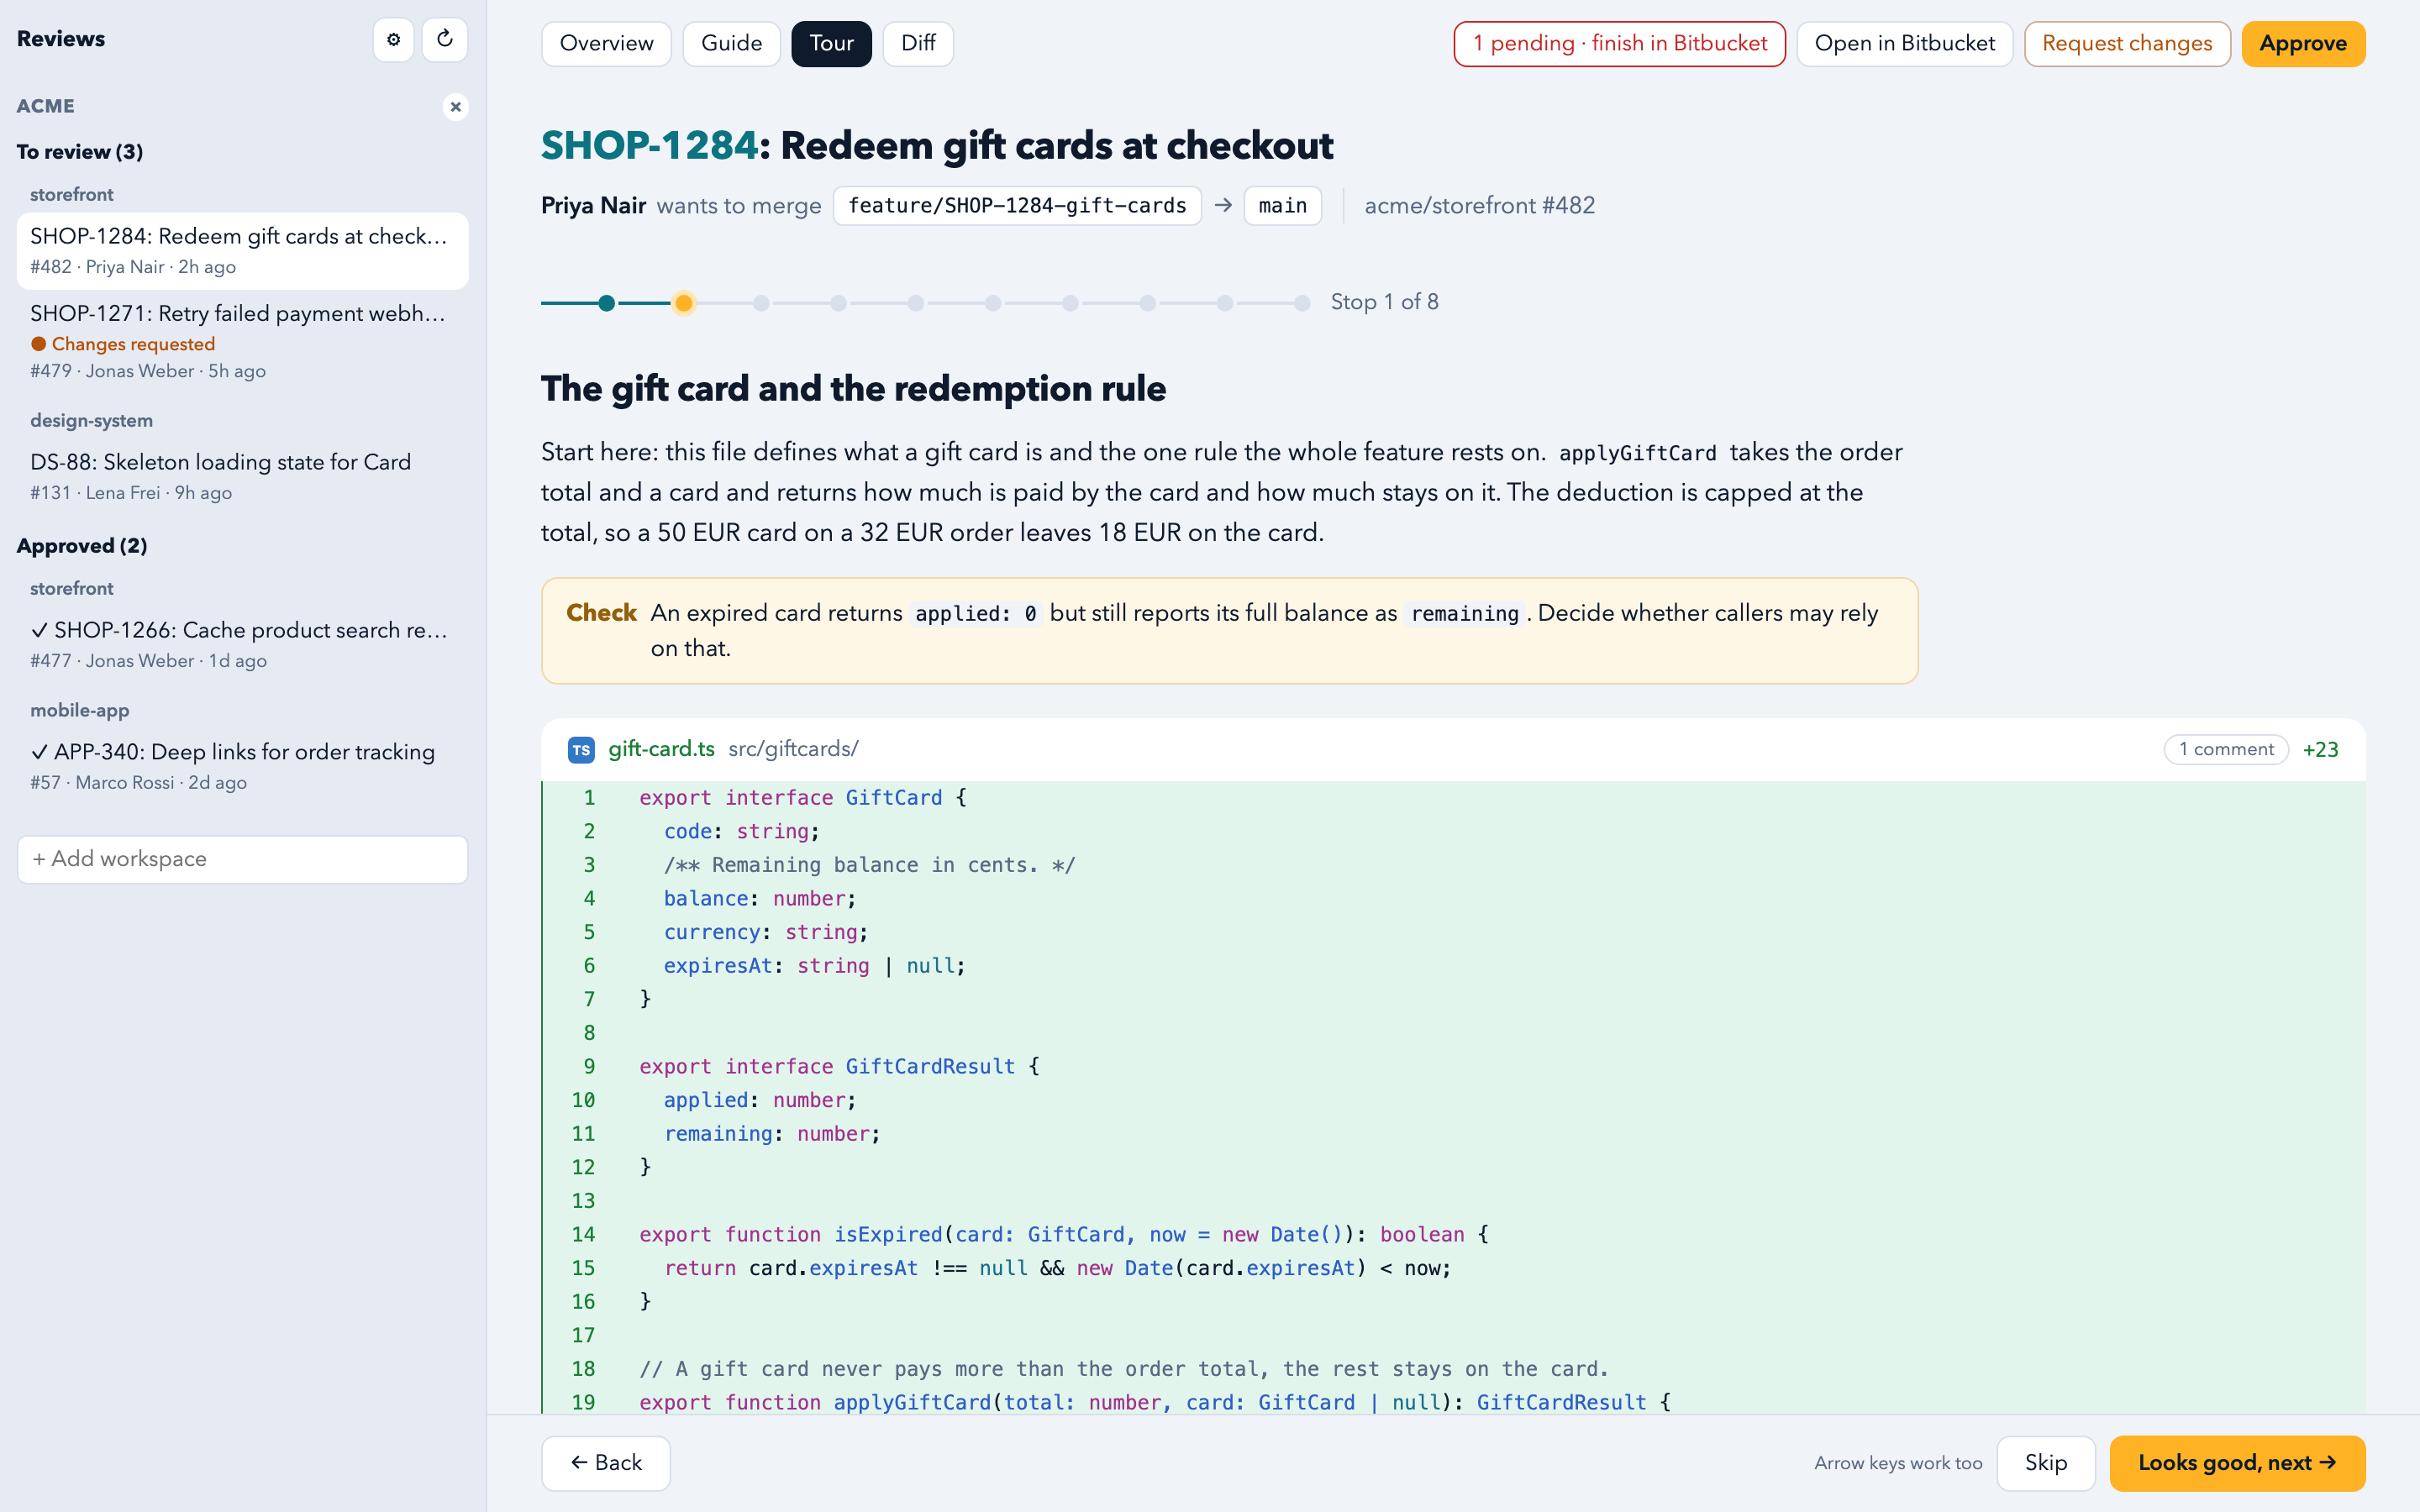 Reviews
⚙ ↻
ACME
×
To review (3)
storefront
SHOP-1284: Redeem gift cards at check…
#482 · Priya Nair · 2h ago
SHOP-1271: Retry failed payment webh…
Changes requested
#479 · Jonas Weber · 5h ago
design-system
DS-88: Skeleton loading state for Card
#131 · Lena Frei · 9h ago
Approved (2)
storefront
✓ SHOP-1266: Cache product search re…
#477 · Jonas Weber · 1d ago
mobile-app
✓ APP-340: Deep links for order tracking
#57 · Marco Rossi · 2d ago
+ Add workspace
Overview Guide Tour Diff
1 pending · finish in Bitbucket Open in Bitbucket Request changes Approve
SHOP-1284: Redeem gift cards at checkout
Priya Nair wants to merge feature/SHOP-1284-gift-cards → main acme/storefront #482
Stop 1 of 8
The gift card and the redemption rule
Start here: this file defines what a gift card is and the one rule the whole feature rests on. applyGiftCard takes the order
total and a card and returns how much is paid by the card and how much stays on it. The deduction is capped at the
total, so a 50 EUR card on a 32 EUR order leaves 18 EUR on the card.
Check An expired card returns applied: 0 but still reports its full balance as remaining. Decide whether callers may rely
on that.
TS gift-card.ts src/giftcards/ 1 comment +23
1 export interface GiftCard {
2 code: string;
3 /** Remaining balance in cents. */
4 balance: number;
5 currency: string;
6 expiresAt: string | null;
7 }
8
9 export interface GiftCardResult {
10 applied: number;
11 remaining: number;
12 }
13
14 export function isExpired(card: GiftCard, now = new Date()): boolean {
15 return card.expiresAt !== null && new Date(card.expiresAt) < now;
16 }
17
18 // A gift card never pays more than the order total, the rest stays on the card.
19 export function applyGiftCard(total: number, card: GiftCard | null): GiftCardResult {
← Back
Arrow keys work too Skip Looks good, next →